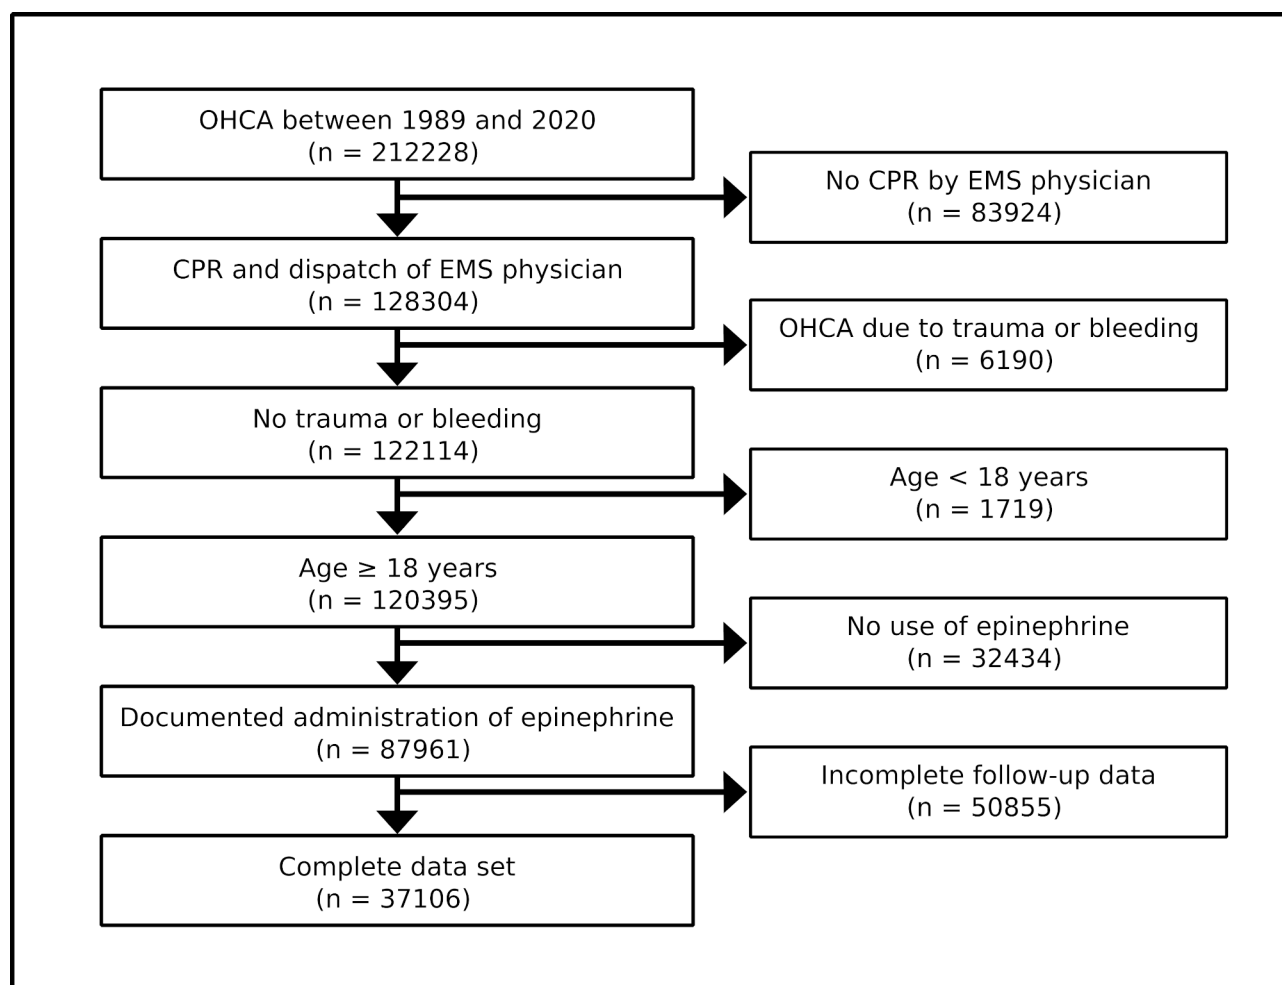 OHCA between 1989 and 2020
(n = 212228)
No CPR by EMS physician
(n = 83924)
CPR and dispatch of EMS physician
(n = 128304)
OHCA due to trauma or bleeding
(n = 6190)
No trauma or bleeding
(n = 122114)
Age < 18 years
(n = 1719)
Age ≥ 18 years
(n = 120395)
No use of epinephrine
(n = 32434)
Documented administration of epinephrine
(n = 87961)
Incomplete follow-up data
(n = 50855)
Complete data set
(n = 37106)